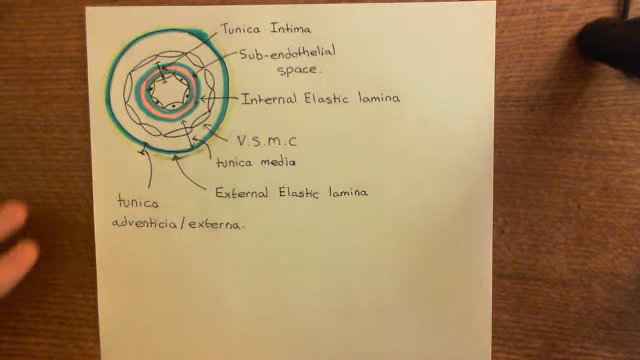 Tunica Intima
Sub-endothelial
space.
Internal Elastic lamina
V.S.M.C
tunica media
External Elastic lamina
tunica
adventicia/externa.